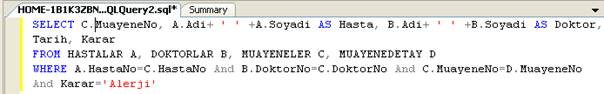 HOME-1B1K3ZBN...QLQuery2.sql* Summary
SELECT C.MuayeneNo, A.Adi+ ' ' +A.Soyadi AS Hasta, B.Adi+ ' ' +B.Soyadi AS Doktor,
Tarih, Karar
FROM HASTALAR A, DOKTORLAR B, MUAYENELER C, MUAYENEDETAY D
WHERE A.HastaNo=C.HastaNo And B.DoktorNo=C.DoktorNo And C.MuayeneNo=D.MuayeneNo
And Karar='Alerji'